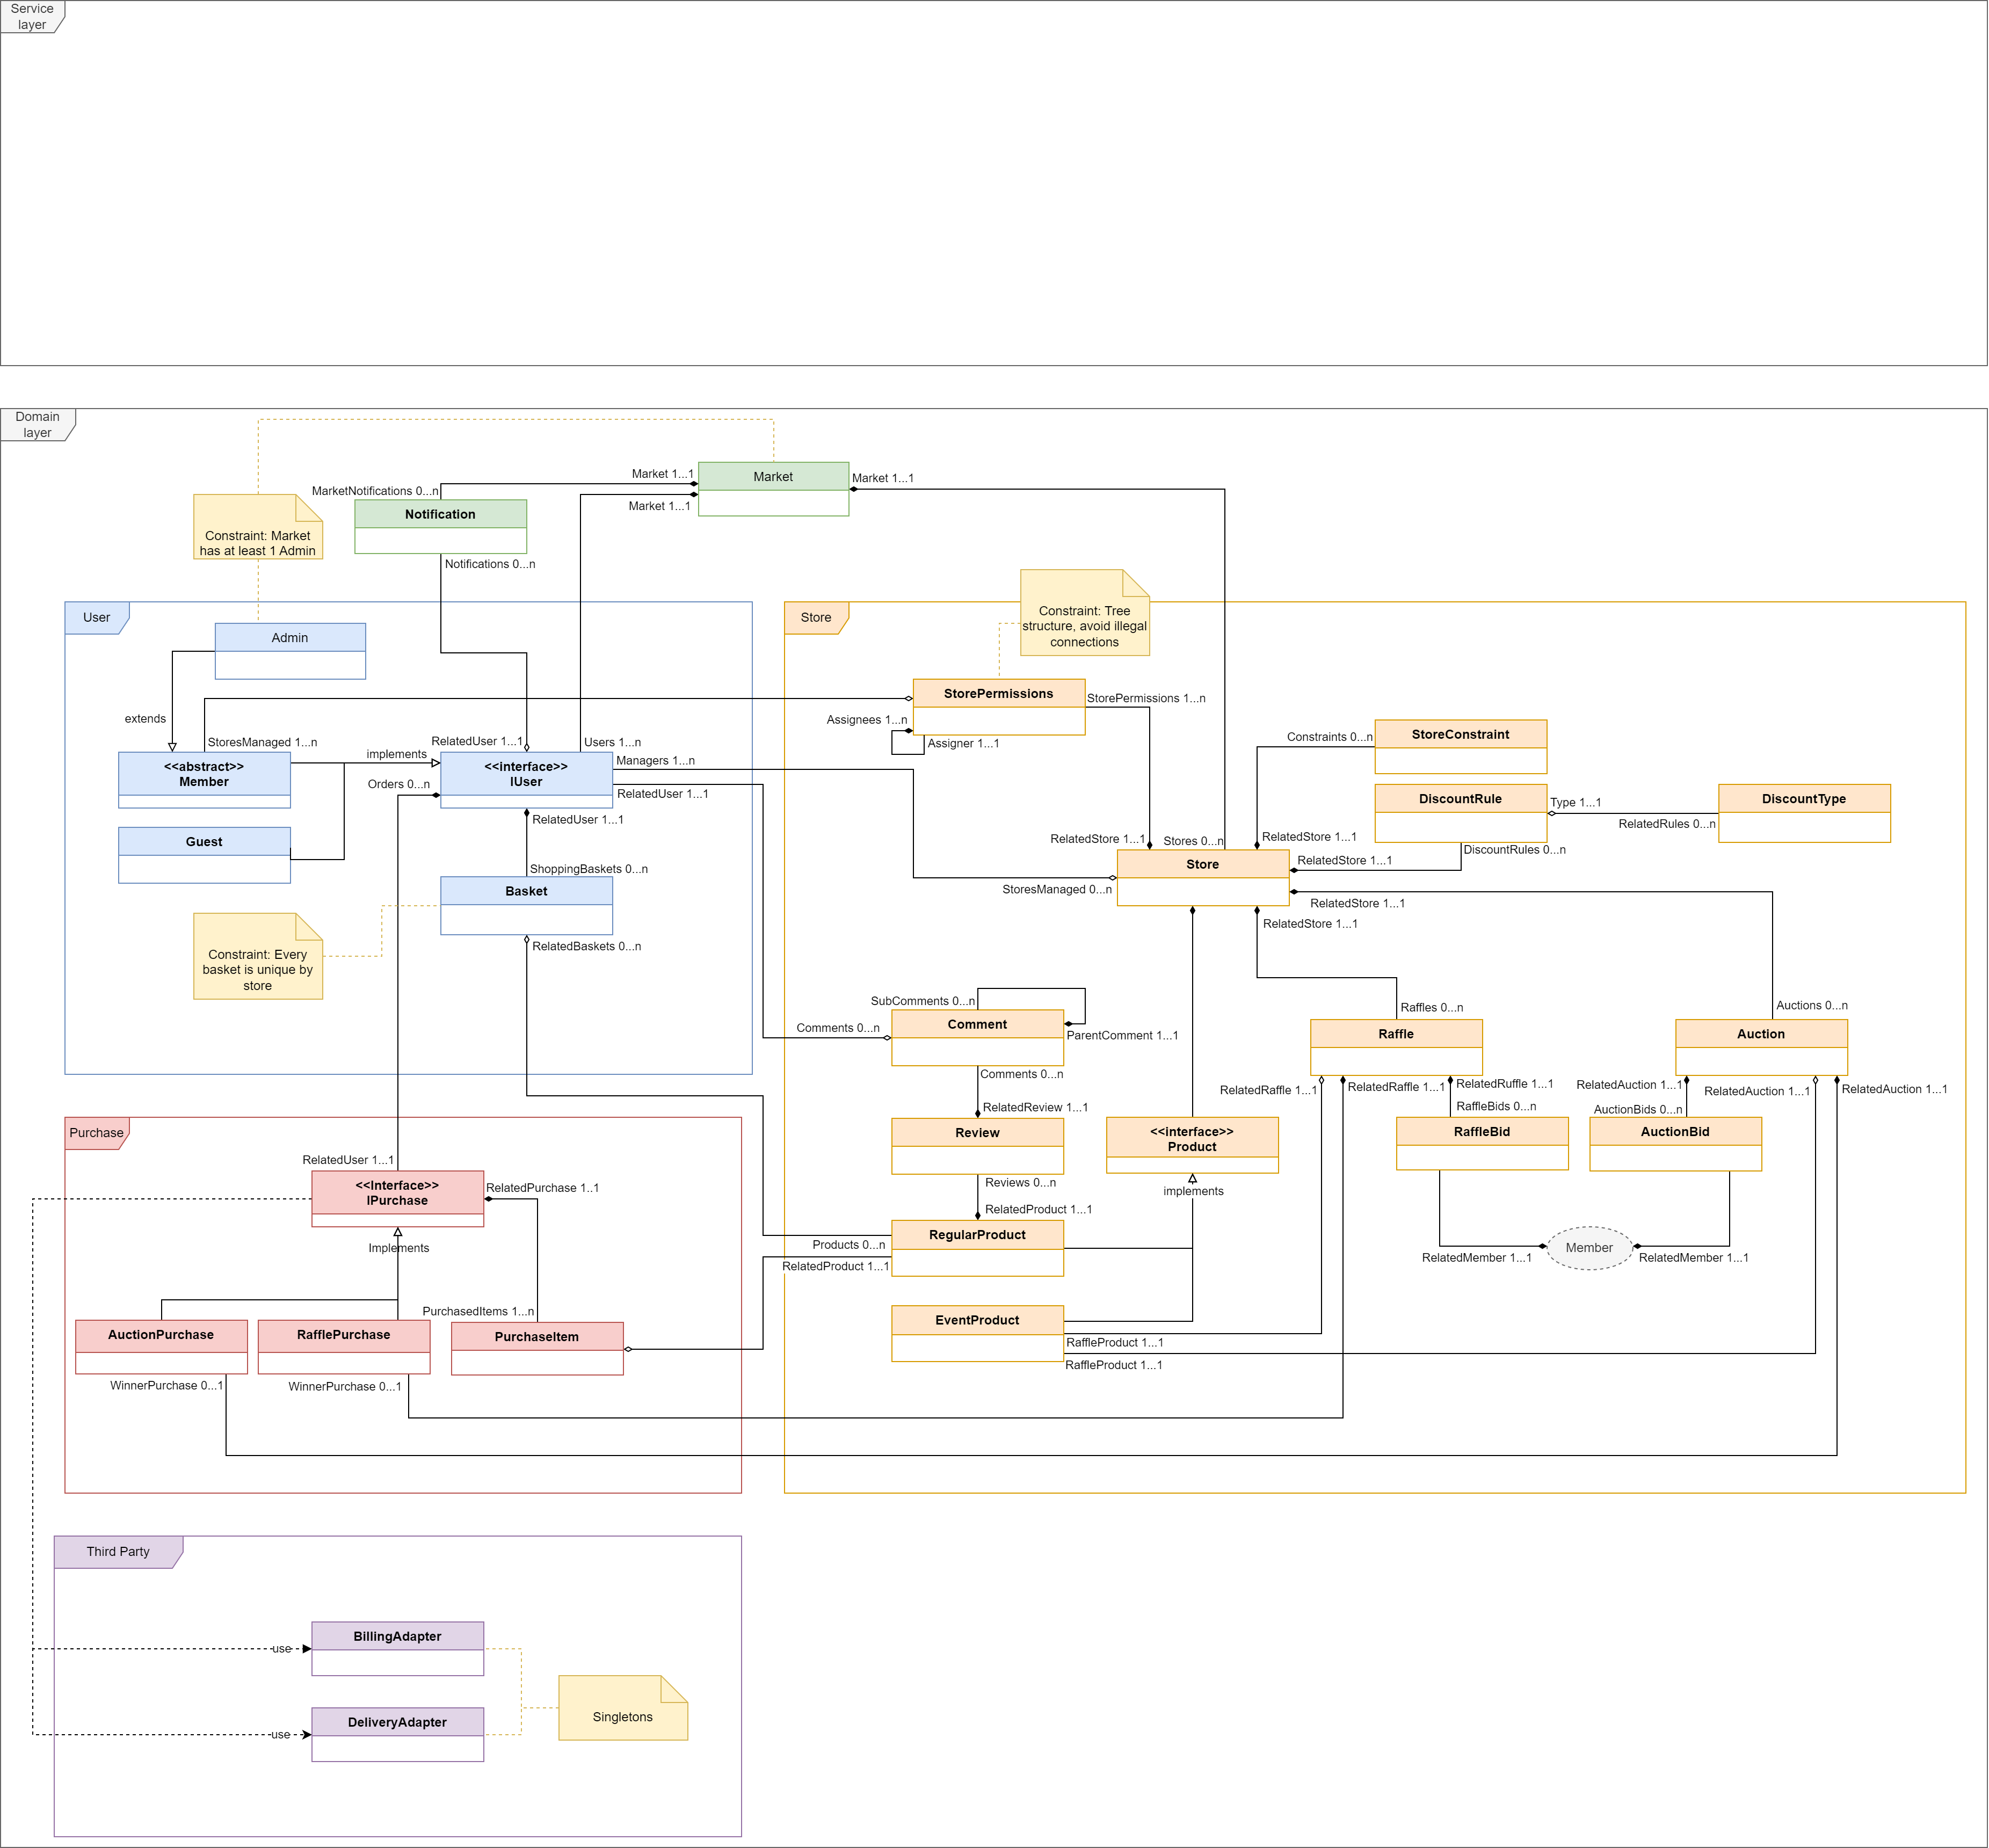 Service
layer
Domain
layer
Market 1...1
Market
Market 1...1
MarketNotifications 0...n
Market 1...1
Notification
Constraint: Market
has at least 1 Admin
Notifications 0...n
User
Admin
extends
StoresManaged 1...n
implements
RelatedUser 1...1
Users 1...n
<<abstract>>
Member
Orders 0...n
<<interface>>
IUser
Managers 1...n
RelatedUser 1...1
RelatedUser 1...1
Guest
ShoppingBaskets 0...n
Basket
RelatedBaskets 0...n
Constraint: Every
basket is unique by
store
Store
Constraint: Tree
structure, avoid illegal
connections
StorePermissions
StorePermissions 1...n
Assignees 1...n
Assigner 1...1
StoreConstraint
Constraints 0...n
DiscountRule
Type 1...1
DiscountType
RelatedRules 0...n
DiscountRules 0...n
RelatedStore 1...1
Stores 0...n
RelatedStore 1...1
RelatedStore 1...1
Store
StoresManaged 0...n
RelatedStore 1...1
RelatedStore 1...1
SubComments 0...n
Raffles 0...n
Auctions 0...n
Comments 0...n
Comment
ParentComment 1...1
Raffle
Auction
Comments 0...n
RelatedRaffle 1...1
RelatedRaffle 1...1
RelatedRuffle 1...1
RelatedAuction 1...1
RelatedAuction 1...1
RelatedAuction 1...1
RelatedReview 1...1
RaffleBids 0...n
AuctionBids 0...n
Review
<<interface>>
Product
RaffleBid
AuctionBid
Reviews 0...n
implements
RelatedProduct 1...1
RegularProduct
Products 0...n
RelatedProduct 1...1
Member
RelatedMember 1...1
RelatedMember 1...1
EventProduct
RaffleProduct 1...1
RaffleProduct 1...1
Purchase
RelatedUser 1...1
<<Interface>>
IPurchase
RelatedPurchase 1..1
Implements
PurchasedItems 1...n
AuctionPurchase
RafflePurchase
PurchaseItem
WinnerPurchase 0...1
WinnerPurchase 0...1
Third Party
BillingAdapter
use
Singletons
DeliveryAdapter
use